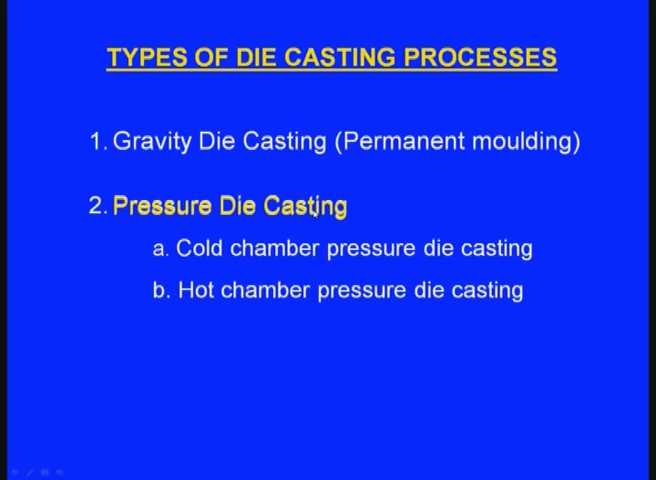 TYPES OF DIE CASTING PROCESSES
1. Gravity Die Casting (Permanent moulding)
2. Pressure Die Casting
a. Cold chamber pressure die casting
b. Hot chamber pressure die casting